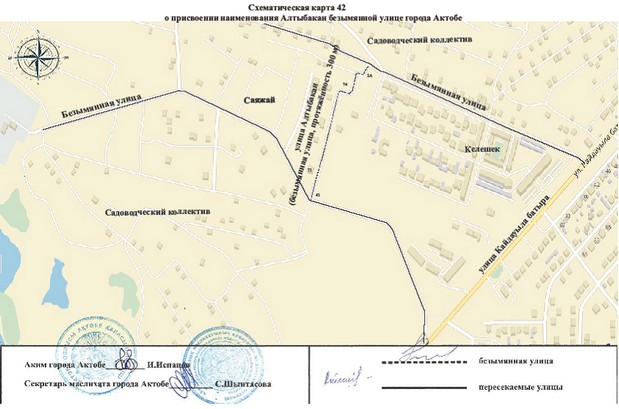 Схематическая карта 42
о присвоении наименования Алтыбакан безымянной улице города Актобе
Садоводческий коллектив
Безымянная улица
Безымянная улица
Саяжай
улица Алтыбакан
(безымянная улица, протяжённость 300 м)
Келешек
улица Кайдауыла батыра
Садоводческий коллектив
Аким города Актобе И.Испанов
Секретарь маслихата города Актобе С.Шынтасова
безымянная улица
пересекаемые улицы